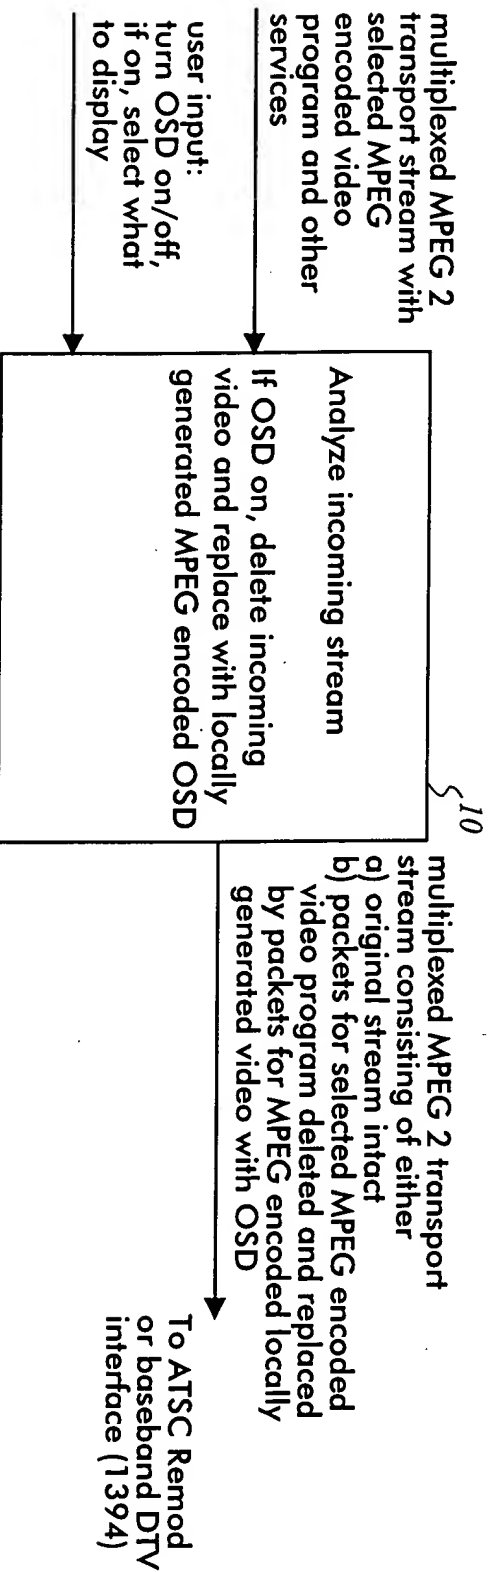 multiplexed MPEG 2
transport stream with
selected MPEG
encoded video
program and other
services
user input:
turn OSD on/off,
if on, select what
to display
10
Analyze incoming stream
If OSD on, delete incoming
video and replace with locally
generated MPEG encoded OSD
multiplexed MPEG 2 transport
stream consisting of either
a) original stream intact
b) packets for selected MPEG encoded
video program deleted and replaced
by packets for MPEG encoded locally
generated video with OSD
To ATSC Remod
or baseband DTV
interface (1394)